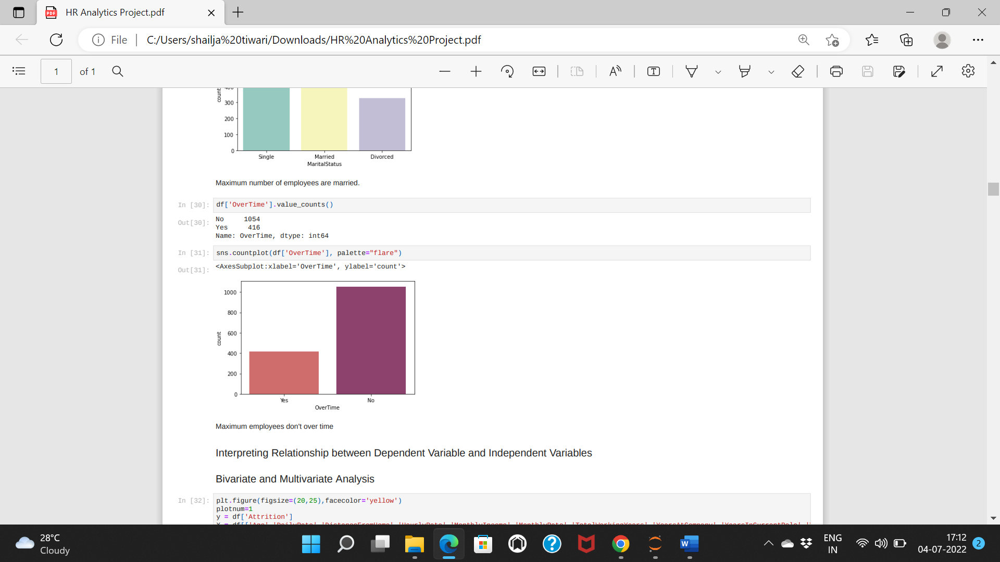 HR Analytics Project.pdf
File C:/Users/shailja%20tiwari/Downloads/HR%20Analytics%20Project.pdf
1 of 1
count
300
200
100
0
Single Married Divorced
MaritalStatus
Maximum number of employees are married.
In [30]: df['OverTime'].value_counts()
Out[30]: No 1054
Yes 416
Name: OverTime, dtype: int64
In [31]: sns.countplot(df['OverTime'], palette="flare")
Out[31]: <AxesSubplot:xlabel='OverTime', ylabel='count'>
1000
800
600
400
200
0
count
Yes No
OverTime
Maximum employees don't over time
Interpreting Relationship between Dependent Variable and Independent Variables
Bivariate and Multivariate Analysis
In [32]: plt.figure(figsize=(20,25),facecolor='yellow')
plotnum=1
y = df['Attrition']
28°C
Cloudy
ENG
IN
17:12
04-07-2022
2